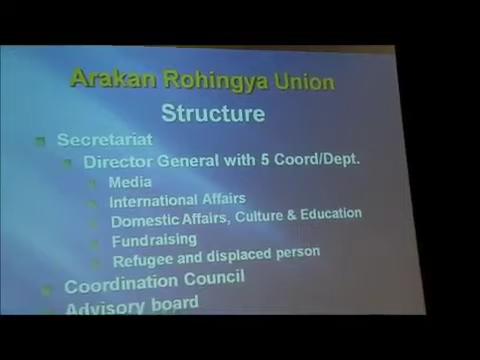 Arakan Rohingya Union
Structure
Secretariat
Director General with 5 Coord/Dept.
Media
International Affairs
Domestic Affairs, Culture & Education
Fundraising
Refugee and displaced person
Coordination Council
Advisory board